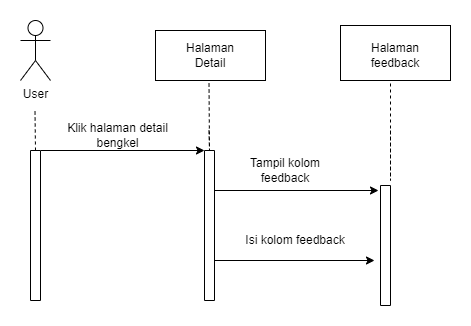 Halaman
Detail
Halaman
feedback
User
Klik halaman detail
bengkel
Tampil kolom
feedback
Isi kolom feedback